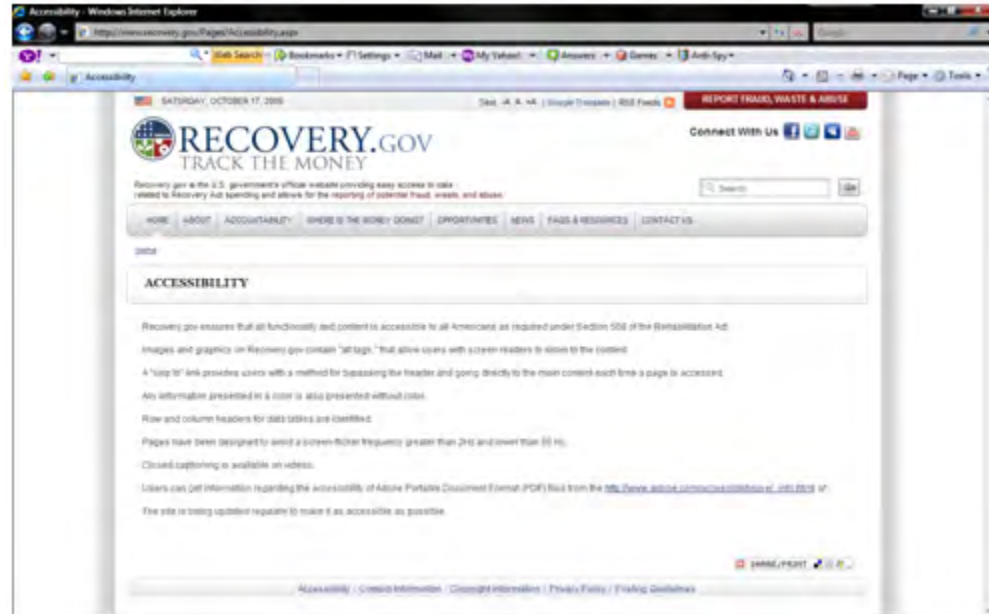 Accessibility - Windows Internet Explorer
http://www.recovery.gov/Pages/Accessibility.aspx
Google
Web Search Bookmarks Settings Mail My Yahoo! Answers Games Anti-Spy
Accessibility Page Tools
SATURDAY, OCTOBER 17, 2009 Text: -A A +A | Google Translate | RSS Feeds REPORT FRAUD, WASTE & ABUSE
RECOVERY.GOV
TRACK THE MONEY
Connect With Us
Recovery.gov is the U.S. government's official website providing easy access to data
related to Recovery Act spending and allows for the reporting of potential fraud, waste, and abuse.
Search Go
HOME ABOUT ACCOUNTABILITY WHERE IS THE MONEY GOING? OPPORTUNITIES NEWS FAQS & RESOURCES CONTACT US
ACCESSIBILITY
Recovery.gov ensures that all functionality and content is accessible to all Americans as required under Section 508 of the Rehabilitation Act.
Images and graphics on Recovery.gov contain "alt tags," that allow users with screen readers to listen to the content.
A "skip to" link provides users with a method for bypassing the header and going directly to the main content each time a page is accessed.
Any information presented in a color is also presented without color.
Row and column headers for data tables are identified.
Pages have been designed to avoid a screen-flicker frequency greater than 2Hz and lower than 55 Hz.
Closed captioning is available on videos.
Users can get information regarding the accessibility of Adobe Portable Document Format (PDF) files from the
The site is being updated regularly to make it as accessible as possible.
SHARE/PRINT
Accessibility / Contact Information / Copyright Information / Privacy Policy / Posting Guidelines